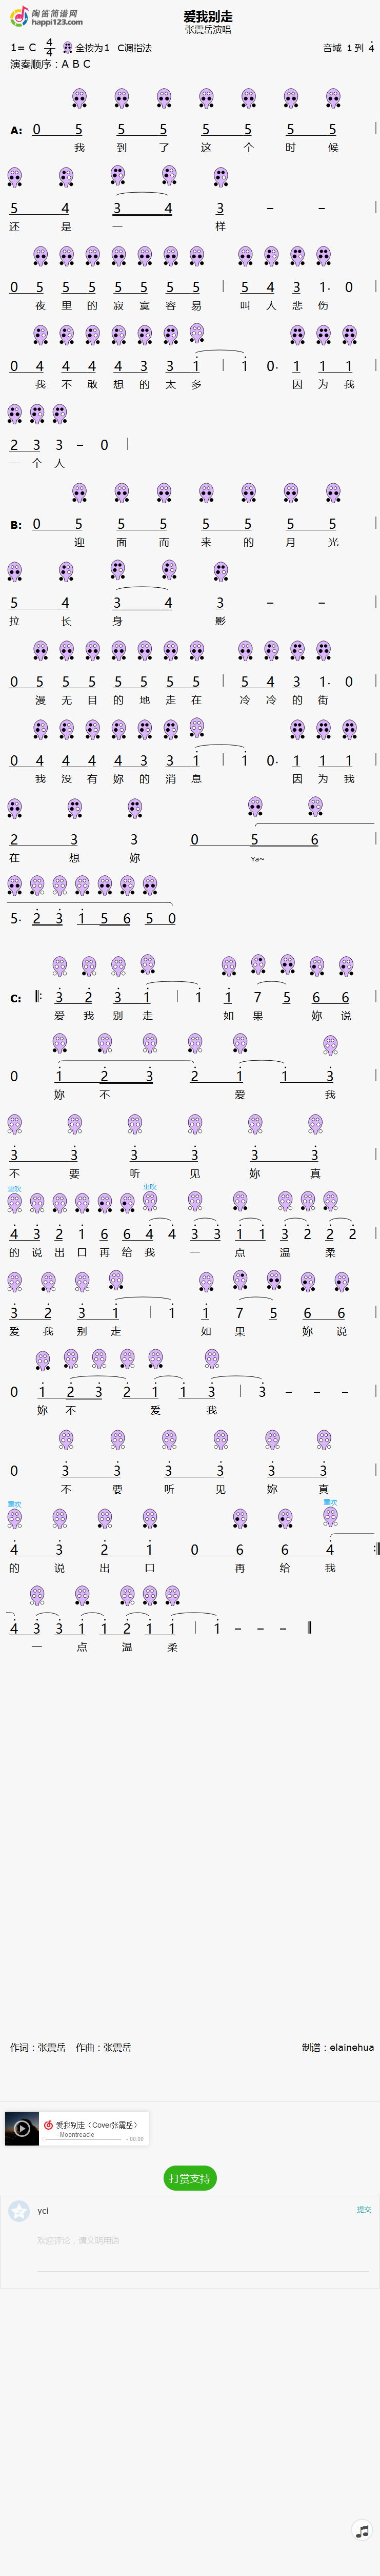 陶笛简谱网
happi123.com
爱我别走
张震岳演唱
1= C 4/4 全按为1 C调指法 音域 1 到 4̇
演奏顺序：A B C
A: 0 5 5 5 5 5 5 5 |
我 到 了 这 个 时 候
5 4 3 4 3 – – |
还 是 一 样
0 5 5 5 5 5 5 5 | 5 4 3 1· 0 |
夜 里 的 寂 寞 容 易 叫 人 悲 伤
0 4 4 4 4 3 3 1̇ | 1̇ 0· 1 1 1 |
我 不 敢 想 的 太 多 因 为 我
2 3 3 – 0 |
一 个 人
B: 0 5 5 5 5 5 5 5 |
迎 面 而 来 的 月 光
5 4 3 4 3 – – |
拉 长 身 影
0 5 5 5 5 5 5 5 | 5 4 3 1· 0 |
漫 无 目 的 的 地 走 在 冷 冷 的 街
0 4 4 4 4 3 3 1̇ | 1̇ 0· 1 1 1 |
我 没 有 妳 的 消 息 因 为 我
2 3 3 0 5 6 |
在 想 妳 Ya~
5· 2̇ 3̇ 1̇ 5 6 5 0
C: ‖: 3̇ 2̇ 3̇ 1̇ | 1̇ 1̇ 7 5 6 6 |
爱 我 别 走 如 果 妳 说
0 1̇ 2̇ 3̇ 2̇ 1̇ 1̇ 3̇ |
妳 不 爱 我
3̇ 3̇ 3̇ 3̇ 3̇ 3̇ |
不 要 听 见 妳 真
重吹 重吹
4̇ 3̇ 2̇ 1̇ 6 6 4̇ 4̇ 3̇ 3̇ 1̇ 1̇ 3̇ 2̇ 2̇ 2̇ |
的 说 出 口 再 给 我 一 点 温 柔
3̇ 2̇ 3̇ 1̇ | 1̇ 1̇ 7 5 6 6 |
爱 我 别 走 如 果 妳 说
0 1̇ 2̇ 3̇ 2̇ 1̇ 1̇ 3̇ | 3̇ – – – |
妳 不 爱 我
0 3̇ 3̇ 3̇ 3̇ 3̇ 3̇ |
不 要 听 见 妳 真
重吹 重吹
4̇ 3̇ 2̇ 1̇ 0 6 6 4̇ :‖
的 说 出 口 再 给 我
4̇ 3̇ 3̇ 1̇ 1̇ 2̇ 1̇ 1̇ | 1̇ – – – ‖
一 点 温 柔
作词：张震岳 作曲：张震岳 制谱：elainehua
爱我别走（Cover张震岳）
- Moontreacle
- 00:00
打赏支持
yci 提交
欢迎评论，请文明用语